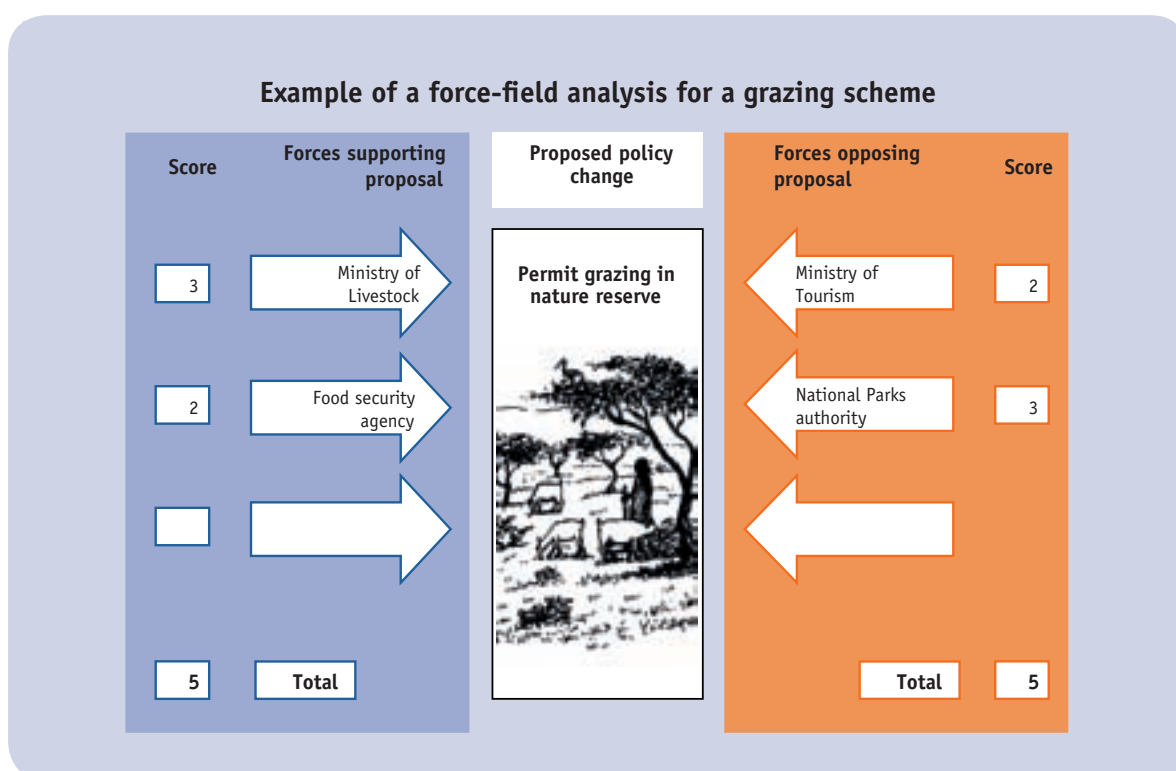 Example of a force-field analysis for a grazing scheme
Score
Forces supporting
proposal
Proposed policy
change
Forces opposing
proposal
Score
3
Ministry of
Livestock
Permit grazing in
nature reserve
Ministry of
Tourism
2
2
Food security
agency
National Parks
authority
3
5
Total
Total
5